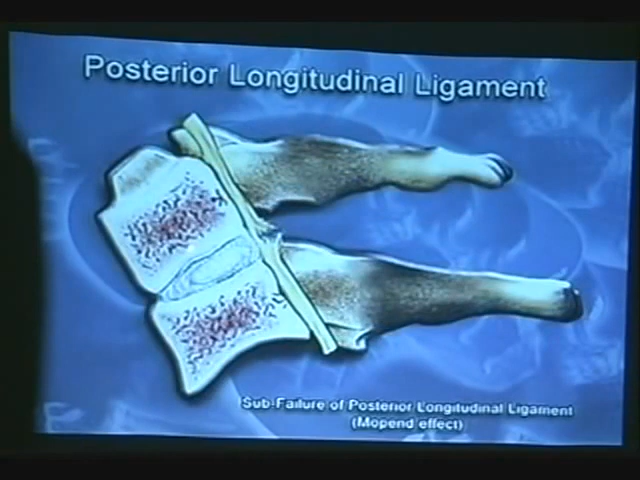 Posterior Longitudinal Ligament
Sub-Failure of Posterior Longitudinal Ligament
(Mopend effect)